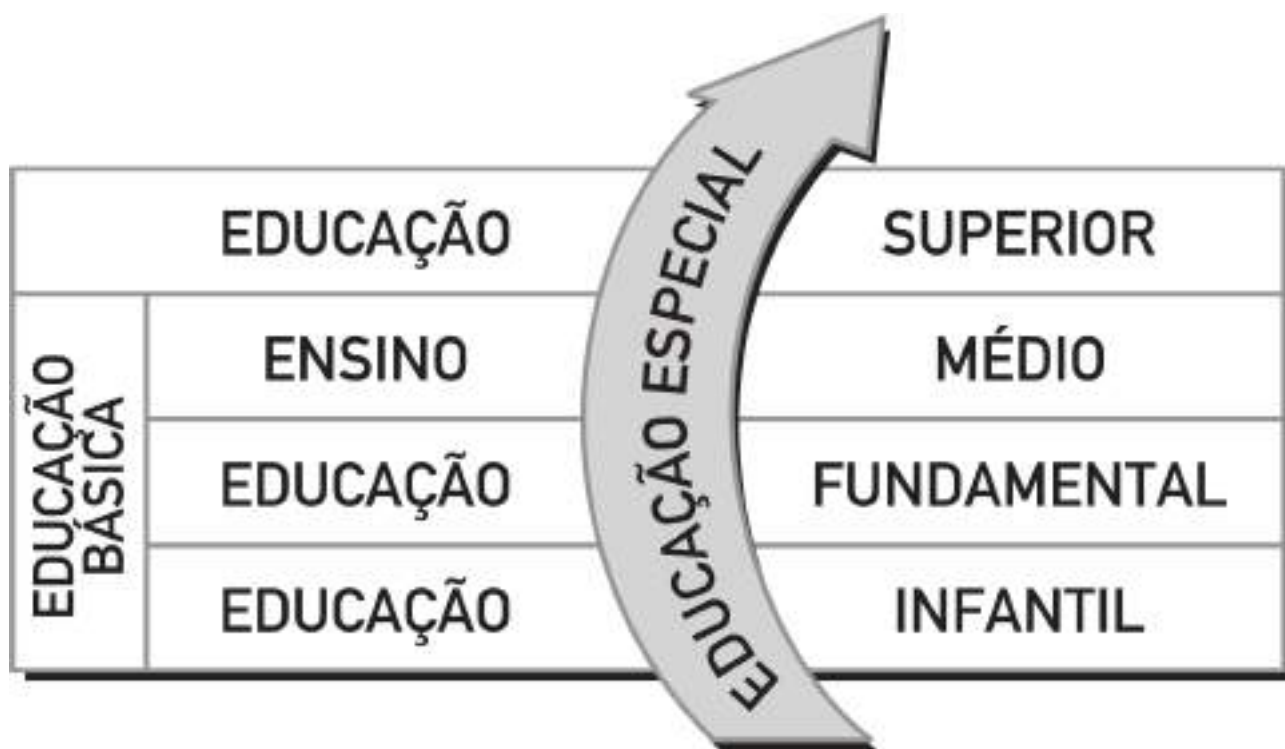 EDUCAÇÃO SUPERIOR
EDUCAÇÃO
BÁSICA
ENSINO MÉDIO
EDUCAÇÃO FUNDAMENTAL
EDUCAÇÃO INFANTIL
EDUCAÇÃO ESPECIAL